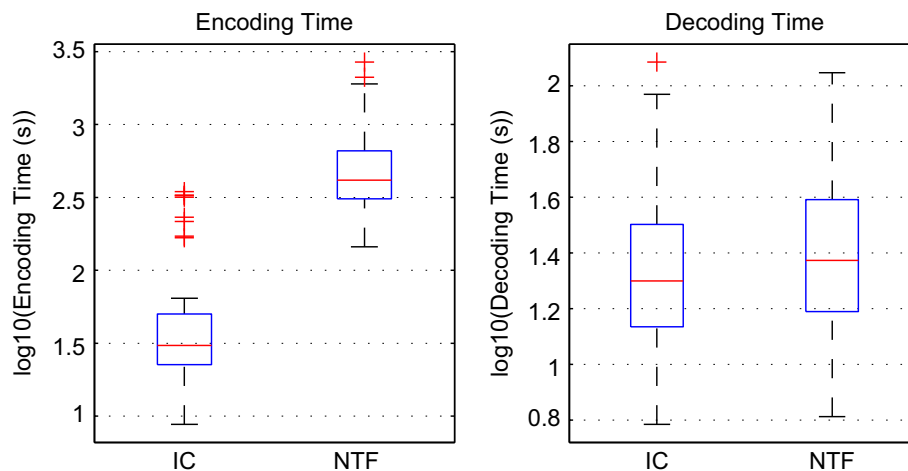 Encoding Time
log10(Encoding Time (s))
3.5
3
2.5
2
1.5
1
IC
NTF
Decoding Time
log10(Decoding Time (s))
2
1.8
1.6
1.4
1.2
1
0.8
IC
NTF